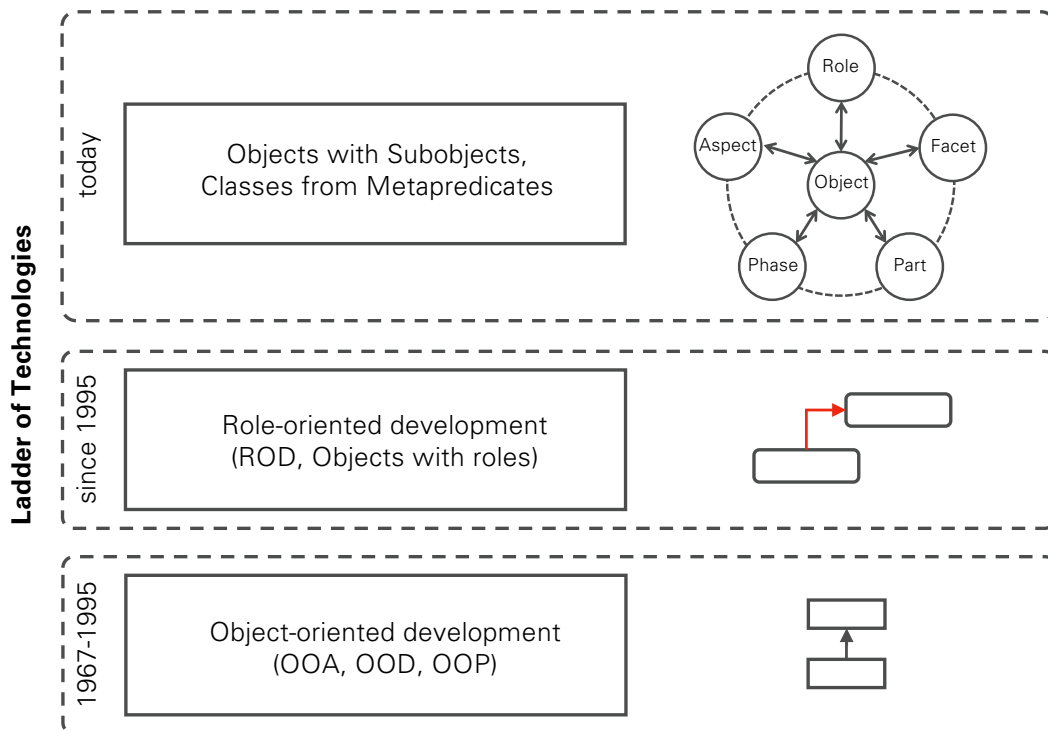 Ladder of Technologies
today
Objects with Subobjects,
Classes from Metapredicates
Role
Aspect
Facet
Object
Phase
Part
since 1995
Role-oriented development
(ROD, Objects with roles)
1967-1995
Object-oriented development
(OOA, OOD, OOP)